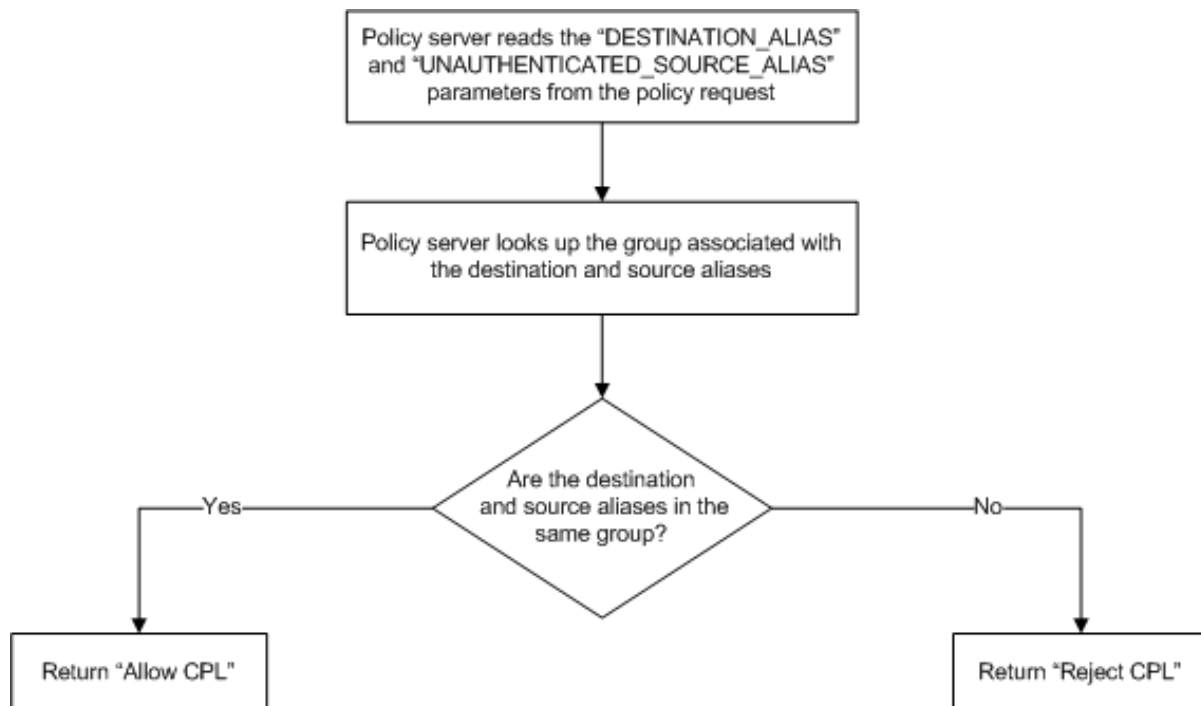 Policy server reads the “DESTINATION_ALIAS”
and “UNAUTHENTICATED_SOURCE_ALIAS”
parameters from the policy request
Policy server looks up the group associated with
the destination and source aliases
Are the destination
and source aliases in the
same group?
Yes
No
Return “Allow CPL”
Return “Reject CPL”